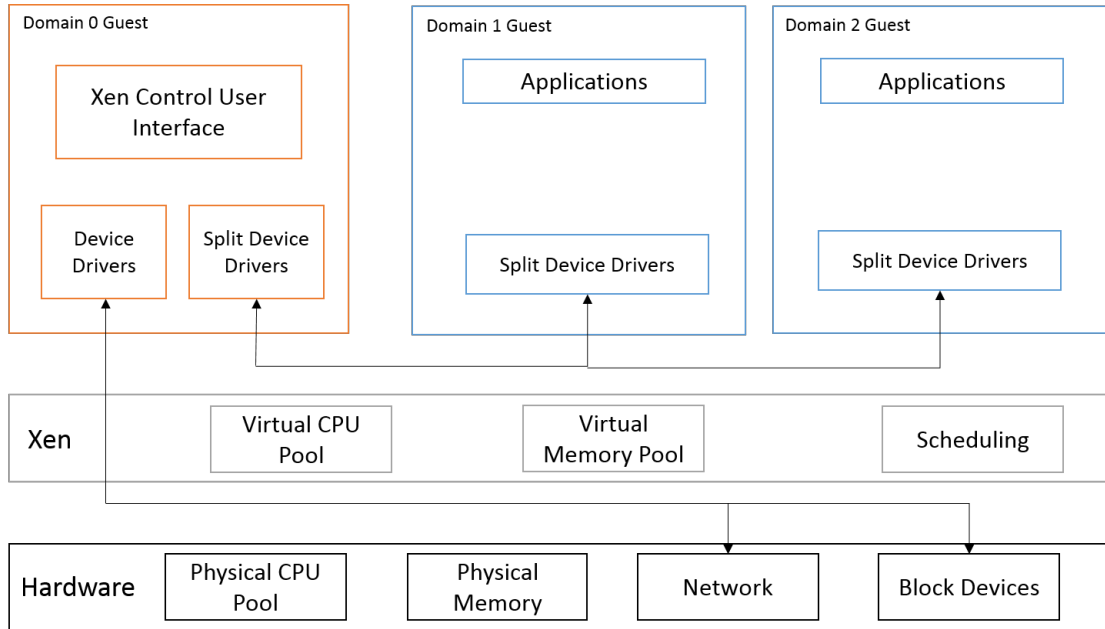 Domain 0 Guest
Xen Control User
Interface
Device
Drivers
Split Device
Drivers
Domain 1 Guest
Applications
Split Device Drivers
Domain 2 Guest
Applications
Split Device Drivers
Xen
Virtual CPU
Pool
Virtual
Memory Pool
Scheduling
Hardware
Physical CPU
Pool
Physical
Memory
Network
Block Devices